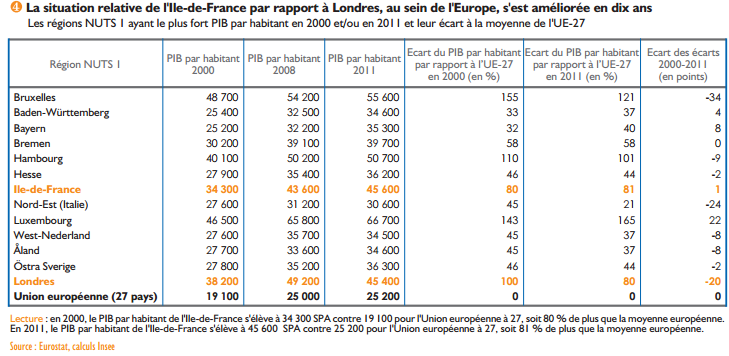 ❹ La situation relative de l'Ile-de-France par rapport à Londres, au sein de l'Europe, s'est améliorée en dix ans
Les régions NUTS 1 ayant le plus fort PIB par habitant en 2000 et/ou en 2011 et leur écart à la moyenne de l'UE-27
Région NUTS 1 | PIB par habitant 2000 | PIB par habitant 2008 | PIB par habitant 2011 | Ecart du PIB par habitant par rapport à l'UE-27 en 2000 (en %) | Ecart du PIB par habitant par rapport à l'UE-27 en 2011 (en %) | Ecart des écarts 2000-2011 (en points)
Bruxelles 48 700 54 200 55 600 155 121 -34
Baden-Württemberg 25 400 32 500 34 600 33 37 4
Bayern 25 200 32 200 35 300 32 40 8
Bremen 30 200 39 100 39 700 58 58 0
Hambourg 40 100 50 200 50 700 110 101 -9
Hesse 27 900 35 400 36 200 46 44 -2
Ile-de-France 34 300 43 600 45 600 80 81 1
Nord-Est (Italie) 27 600 31 200 30 600 45 21 -24
Luxembourg 46 500 65 800 66 700 143 165 22
West-Nederland 27 600 35 700 34 500 45 37 -8
Åland 27 700 33 600 34 600 45 37 -8
Östra Sverige 27 800 35 200 36 300 46 44 -2
Londres 38 200 49 200 45 400 100 80 -20
Union européenne (27 pays) 19 100 25 000 25 200 0 0 0
Lecture : en 2000, le PIB par habitant de l'Ile-de-France s'élève à 34 300 SPA contre 19 100 pour l'Union européenne à 27, soit 80 % de plus que la moyenne européenne.
En 2011, le PIB par habitant de l'Ile-de-France s'élève à 45 600 SPA contre 25 200 pour l'Union européenne à 27, soit 81 % de plus que la moyenne européenne.
Source : Eurostat, calculs Insee